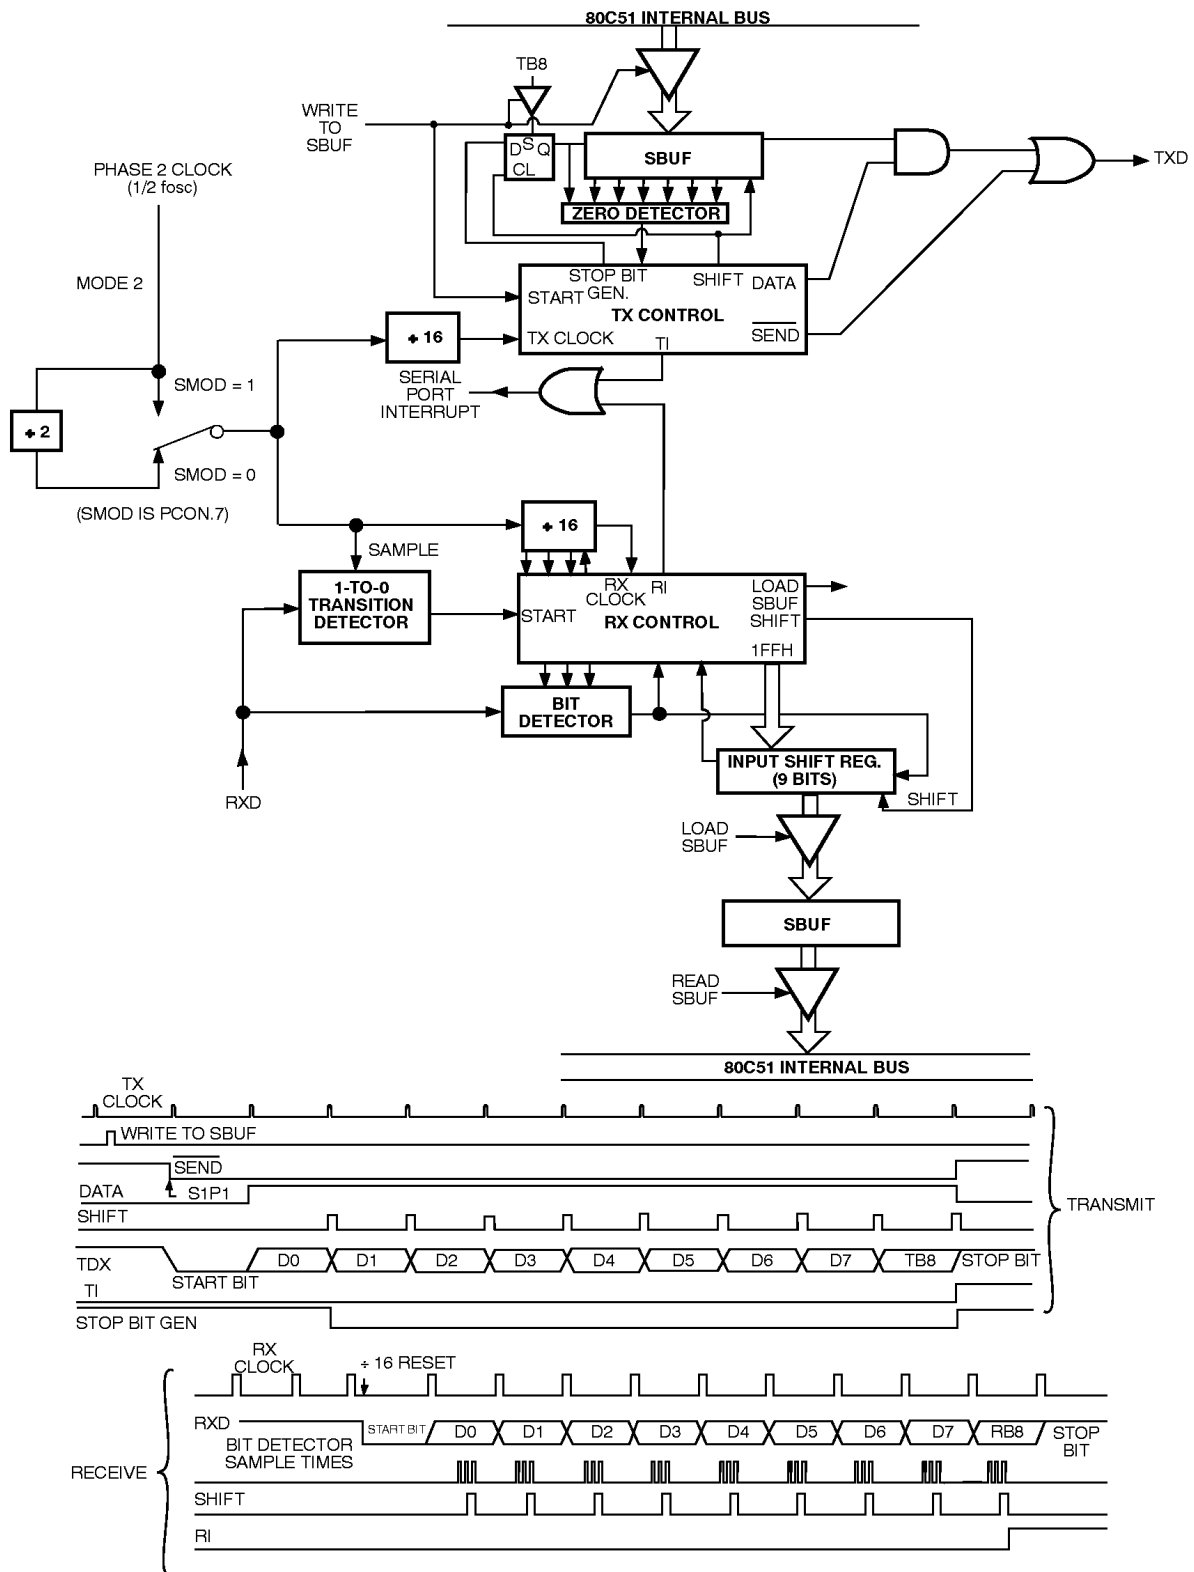 80C51 INTERNAL BUS
TB8
WRITE
TO
SBUF
D S Q
CL
SBUF
TXD
PHASE 2 CLOCK
(1/2 fosc)
ZERO DETECTOR
MODE 2
STOP BIT
GEN.
SHIFT
DATA
START
TX CONTROL
÷ 16
TX CLOCK
TI
SEND
SMOD = 1
SERIAL
PORT
INTERRUPT
÷ 2
SMOD = 0
(SMOD IS PCON.7)
÷ 16
SAMPLE
1-TO-0
TRANSITION
DETECTOR
RX
CLOCK
RI
LOAD
SBUF
START
RX CONTROL
SHIFT
1FFH
BIT
DETECTOR
INPUT SHIFT REG.
(9 BITS)
RXD
SHIFT
LOAD
SBUF
SBUF
READ
SBUF
80C51 INTERNAL BUS
TX
CLOCK
WRITE TO SBUF
SEND
DATA
S1P1
SHIFT
TRANSMIT
TDX
START BIT
D0 D1 D2 D3 D4 D5 D6 D7 TB8 STOP BIT
TI
STOP BIT GEN
RX
CLOCK
÷ 16 RESET
RXD
START BIT D0 D1 D2 D3 D4 D5 D6 D7 RB8 STOP
BIT
BIT DETECTOR
SAMPLE TIMES
RECEIVE
SHIFT
RI